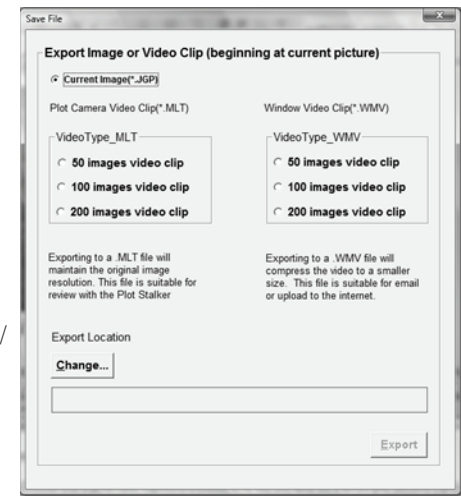 Save File
Export Image or Video Clip (beginning at current picture)
Current Image(*.JGP)
Plot Camera Video Clip(*.MLT)
VideoType_MLT
50 images video clip
100 images video clip
200 images video clip
Exporting to a .MLT file will
maintain the original image
resolution. This file is suitable for
review with the Plot Stalker
Window Video Clip(*.WMV)
VideoType_WMV
50 images video clip
100 images video clip
200 images video clip
Exporting to a .WMV file will
compress the video to a smaller
size. This file is suitable for email
or upload to the internet.
/
Export Location
Change...
Export